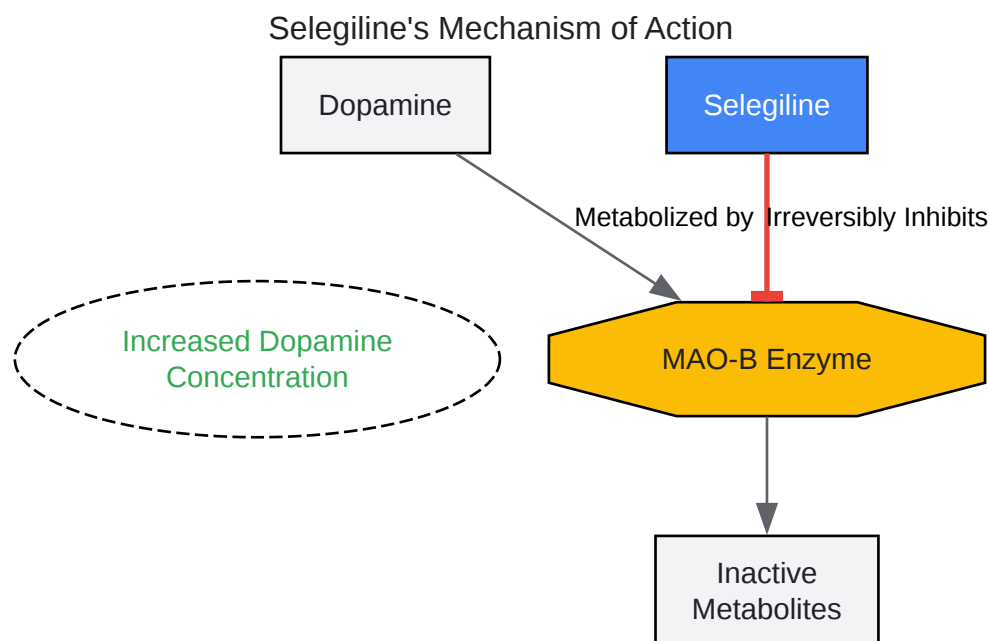 Selegiline's Mechanism of Action
Dopamine
Selegiline
Metabolized by
Irreversibly Inhibits
Increased Dopamine
Concentration
MAO-B Enzyme
Inactive
Metabolites